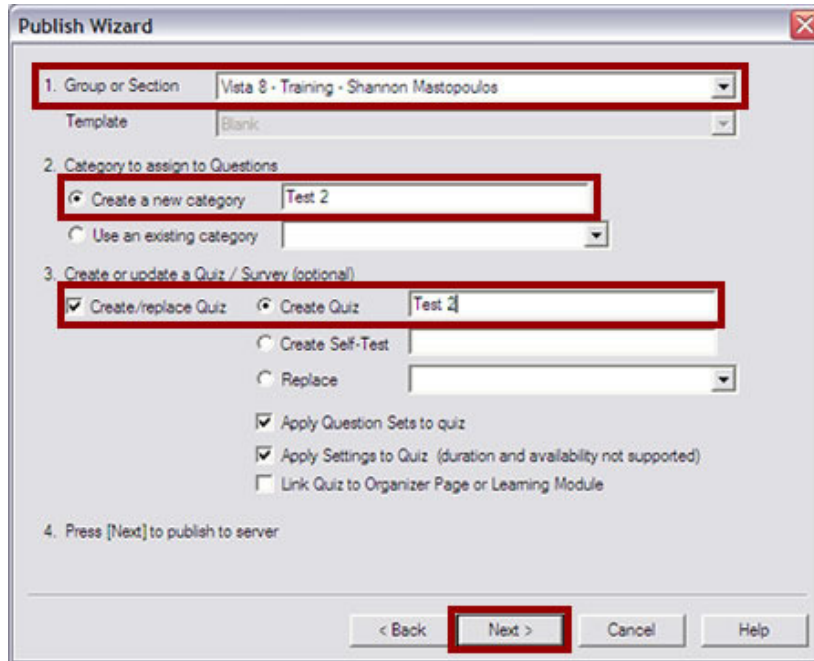 Publish Wizard
1. Group or Section Vista 8 - Training - Shannon Mastopoulos
Template Blank
2. Category to assign to Questions
Create a new category Test 2
Use an existing category
3. Create or update a Quiz / Survey (optional)
Create/replace Quiz Create Quiz Test 2
Create Self-Test
Replace
Apply Question Sets to quiz
Apply Settings to Quiz (duration and availability not supported)
Link Quiz to Organizer Page or Learning Module
4. Press [Next] to publish to server
< Back Next > Cancel Help